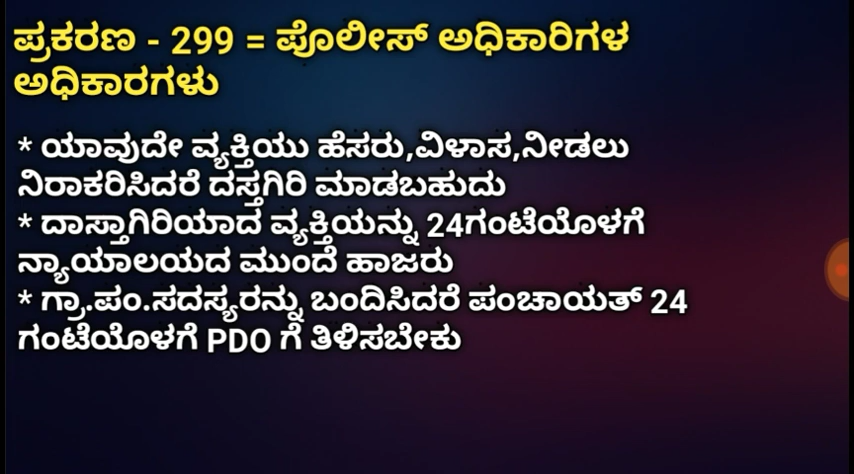 ಪ್ರಕರಣ - 299 = ಪೊಲೀಸ್ ಅಧಿಕಾರಿಗಳ
ಅಧಿಕಾರಗಳು
* ಯಾವುದೇ ವ್ಯಕ್ತಿಯು ಹೆಸರು,ವಿಳಾಸ,ನೀಡಲು
ನಿರಾಕರಿಸಿದರೆ ದಸ್ತಗಿರಿ ಮಾಡಬಹುದು
* ದಾಸ್ತಾಗಿರಿಯಾದ ವ್ಯಕ್ತಿಯನ್ನು 24ಗಂಟೆಯೊಳಗೆ
ನ್ಯಾಯಾಲಯದ ಮುಂದೆ ಹಾಜರು
* ಗ್ರಾ.ಪಂ.ಸದಸ್ಯರನ್ನು ಬಂದಿಸಿದರೆ ಪಂಚಾಯತ್ 24
ಗಂಟೆಯೊಳಗೆ PDO ಗೆ ತಿಳಿಸಬೇಕು